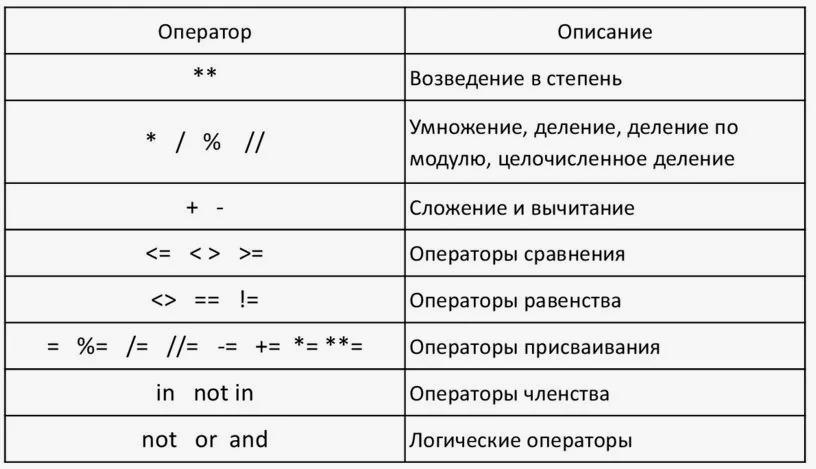 Оператор Описание
** Возведение в степень
* / % // Умножение, деление, деление по
модулю, целочисленное деление
+ - Сложение и вычитание
<= < > >= Операторы сравнения
<> == != Операторы равенства
= %= /= //= -= += *= **= Операторы присваивания
in not in Операторы членства
not or and Логические операторы